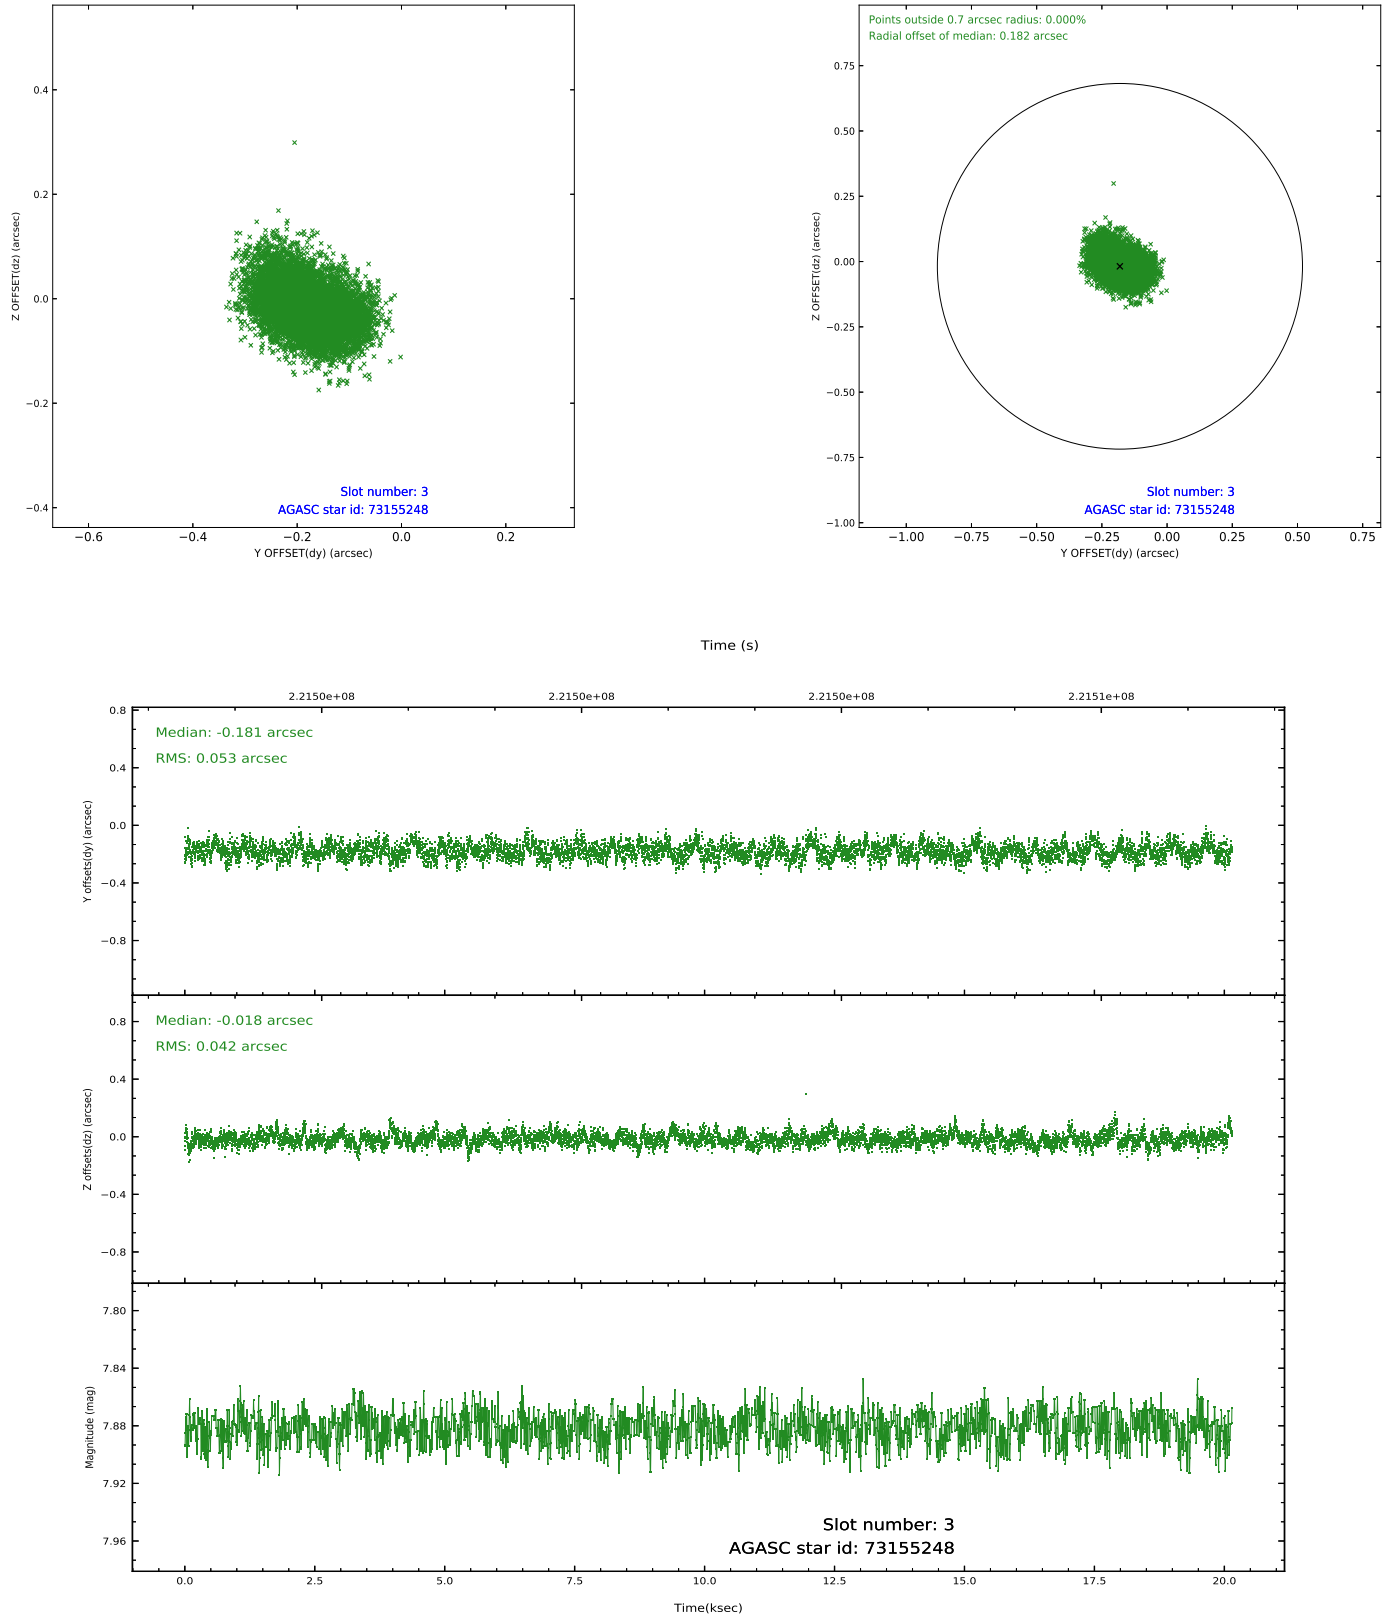 0.4
0.2
0.0
−0.2
−0.4
Z OFFSET(dz) (arcsec)
Slot number: 3
AGASC star id: 73155248
−0.6 −0.4 −0.2 0.0 0.2
Y OFFSET(dy) (arcsec)
Points outside 0.7 arcsec radius: 0.000%
Radial offset of median: 0.182 arcsec
0.75
0.50
0.25
0.00
−0.25
−0.50
−0.75
−1.00
Z OFFSET(dz) (arcsec)
Slot number: 3
AGASC star id: 73155248
−1.00 −0.75 −0.50 −0.25 0.00 0.25 0.50 0.75
Y OFFSET(dy) (arcsec)
Time (s)
2.2150e+08 2.2150e+08 2.2150e+08 2.2151e+08
Median: -0.181 arcsec
RMS: 0.053 arcsec
0.8
0.4
0.0
−0.4
−0.8
Y offsets(dy) (arcsec)
Median: -0.018 arcsec
RMS: 0.042 arcsec
0.8
0.4
0.0
−0.4
−0.8
Z offsets(dz) (arcsec)
7.80
7.84
7.88
7.92
7.96
Magnitude (mag)
Slot number: 3
AGASC star id: 73155248
0.0 2.5 5.0 7.5 10.0 12.5 15.0 17.5 20.0
Time(ksec)